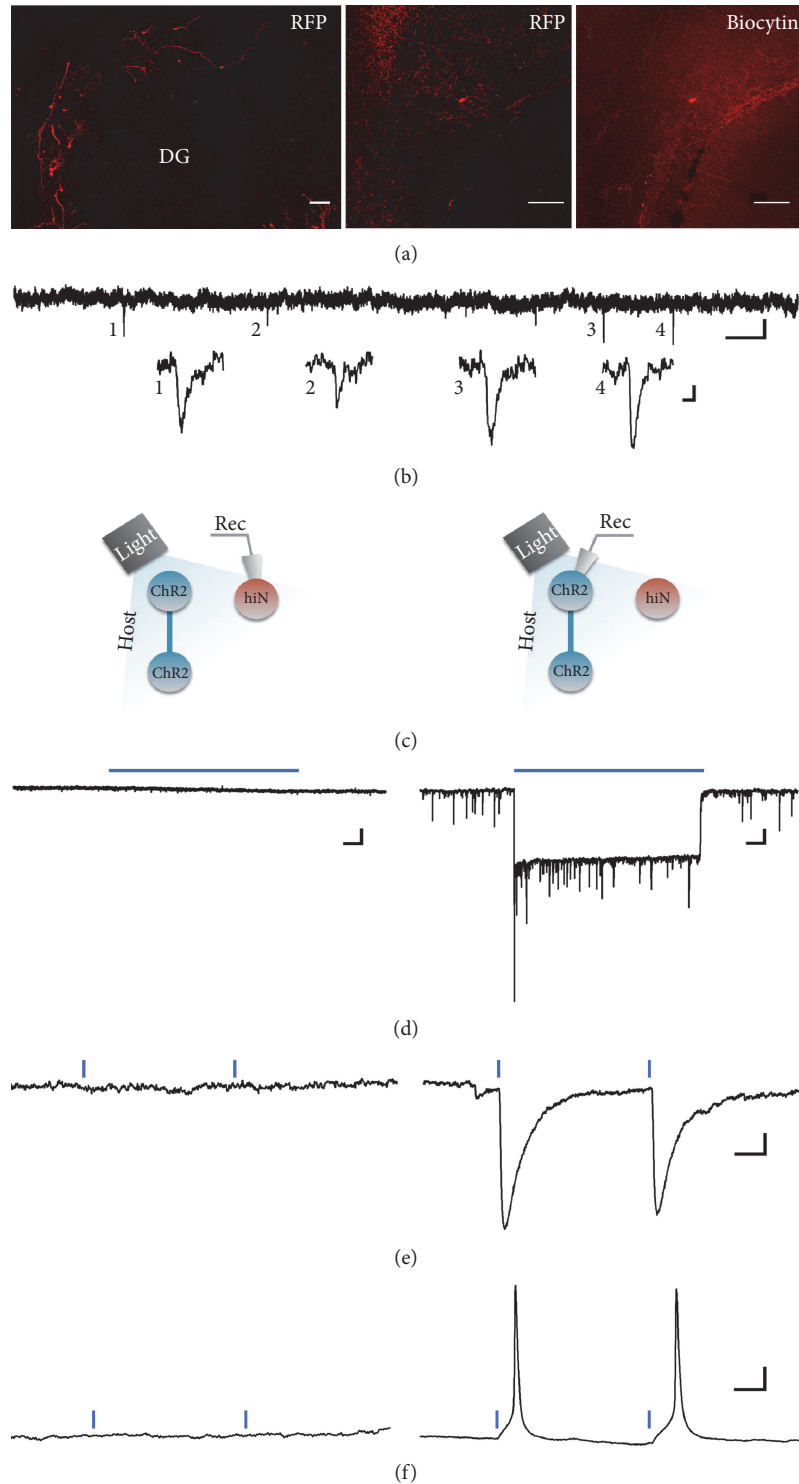 RFP
DG
RFP
Biocytin
(a)
1
2
3
4
1
2
3
4
(b)
Light
Rec
ChR2
hiN
Host
ChR2
Light
Rec
ChR2
hiN
Host
ChR2
(c)
(d)
(e)
(f)